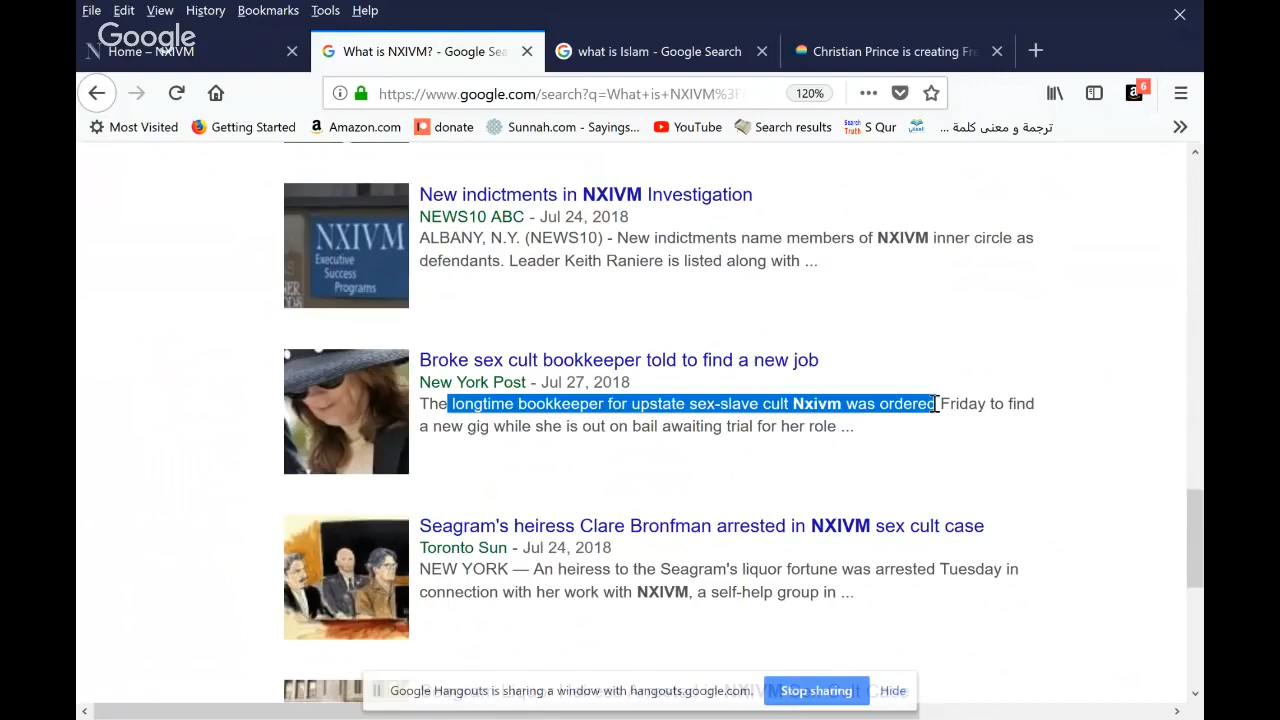 File Edit View History Bookmarks Tools Help
Google
Home – NXIVM
What is NXIVM? - Google Sea
what is Islam - Google Search
Christian Prince is creating Fre
https://www.google.com/search?q=What+is+NXIVM%3F
120%
6
Most Visited Getting Started Amazon.com donate Sunnah.com - Sayings... YouTube Search results Search Truth S Qur ترجمة و معنى كلمة ...
New indictments in NXIVM Investigation
NEWS10 ABC - Jul 24, 2018
ALBANY, N.Y. (NEWS10) - New indictments name members of NXIVM inner circle as
defendants. Leader Keith Raniere is listed along with ...
NXIVM
Executive
Success
Programs
Broke sex cult bookkeeper told to find a new job
New York Post - Jul 27, 2018
The longtime bookkeeper for upstate sex-slave cult Nxivm was ordered Friday to find
a new gig while she is out on bail awaiting trial for her role ...
Seagram's heiress Clare Bronfman arrested in NXIVM sex cult case
Toronto Sun - Jul 24, 2018
NEW YORK — An heiress to the Seagram's liquor fortune was arrested Tuesday in
connection with her work with NXIVM, a self-help group in ...
Google Hangouts is sharing a window with hangouts.google.com. Stop sharing Hide